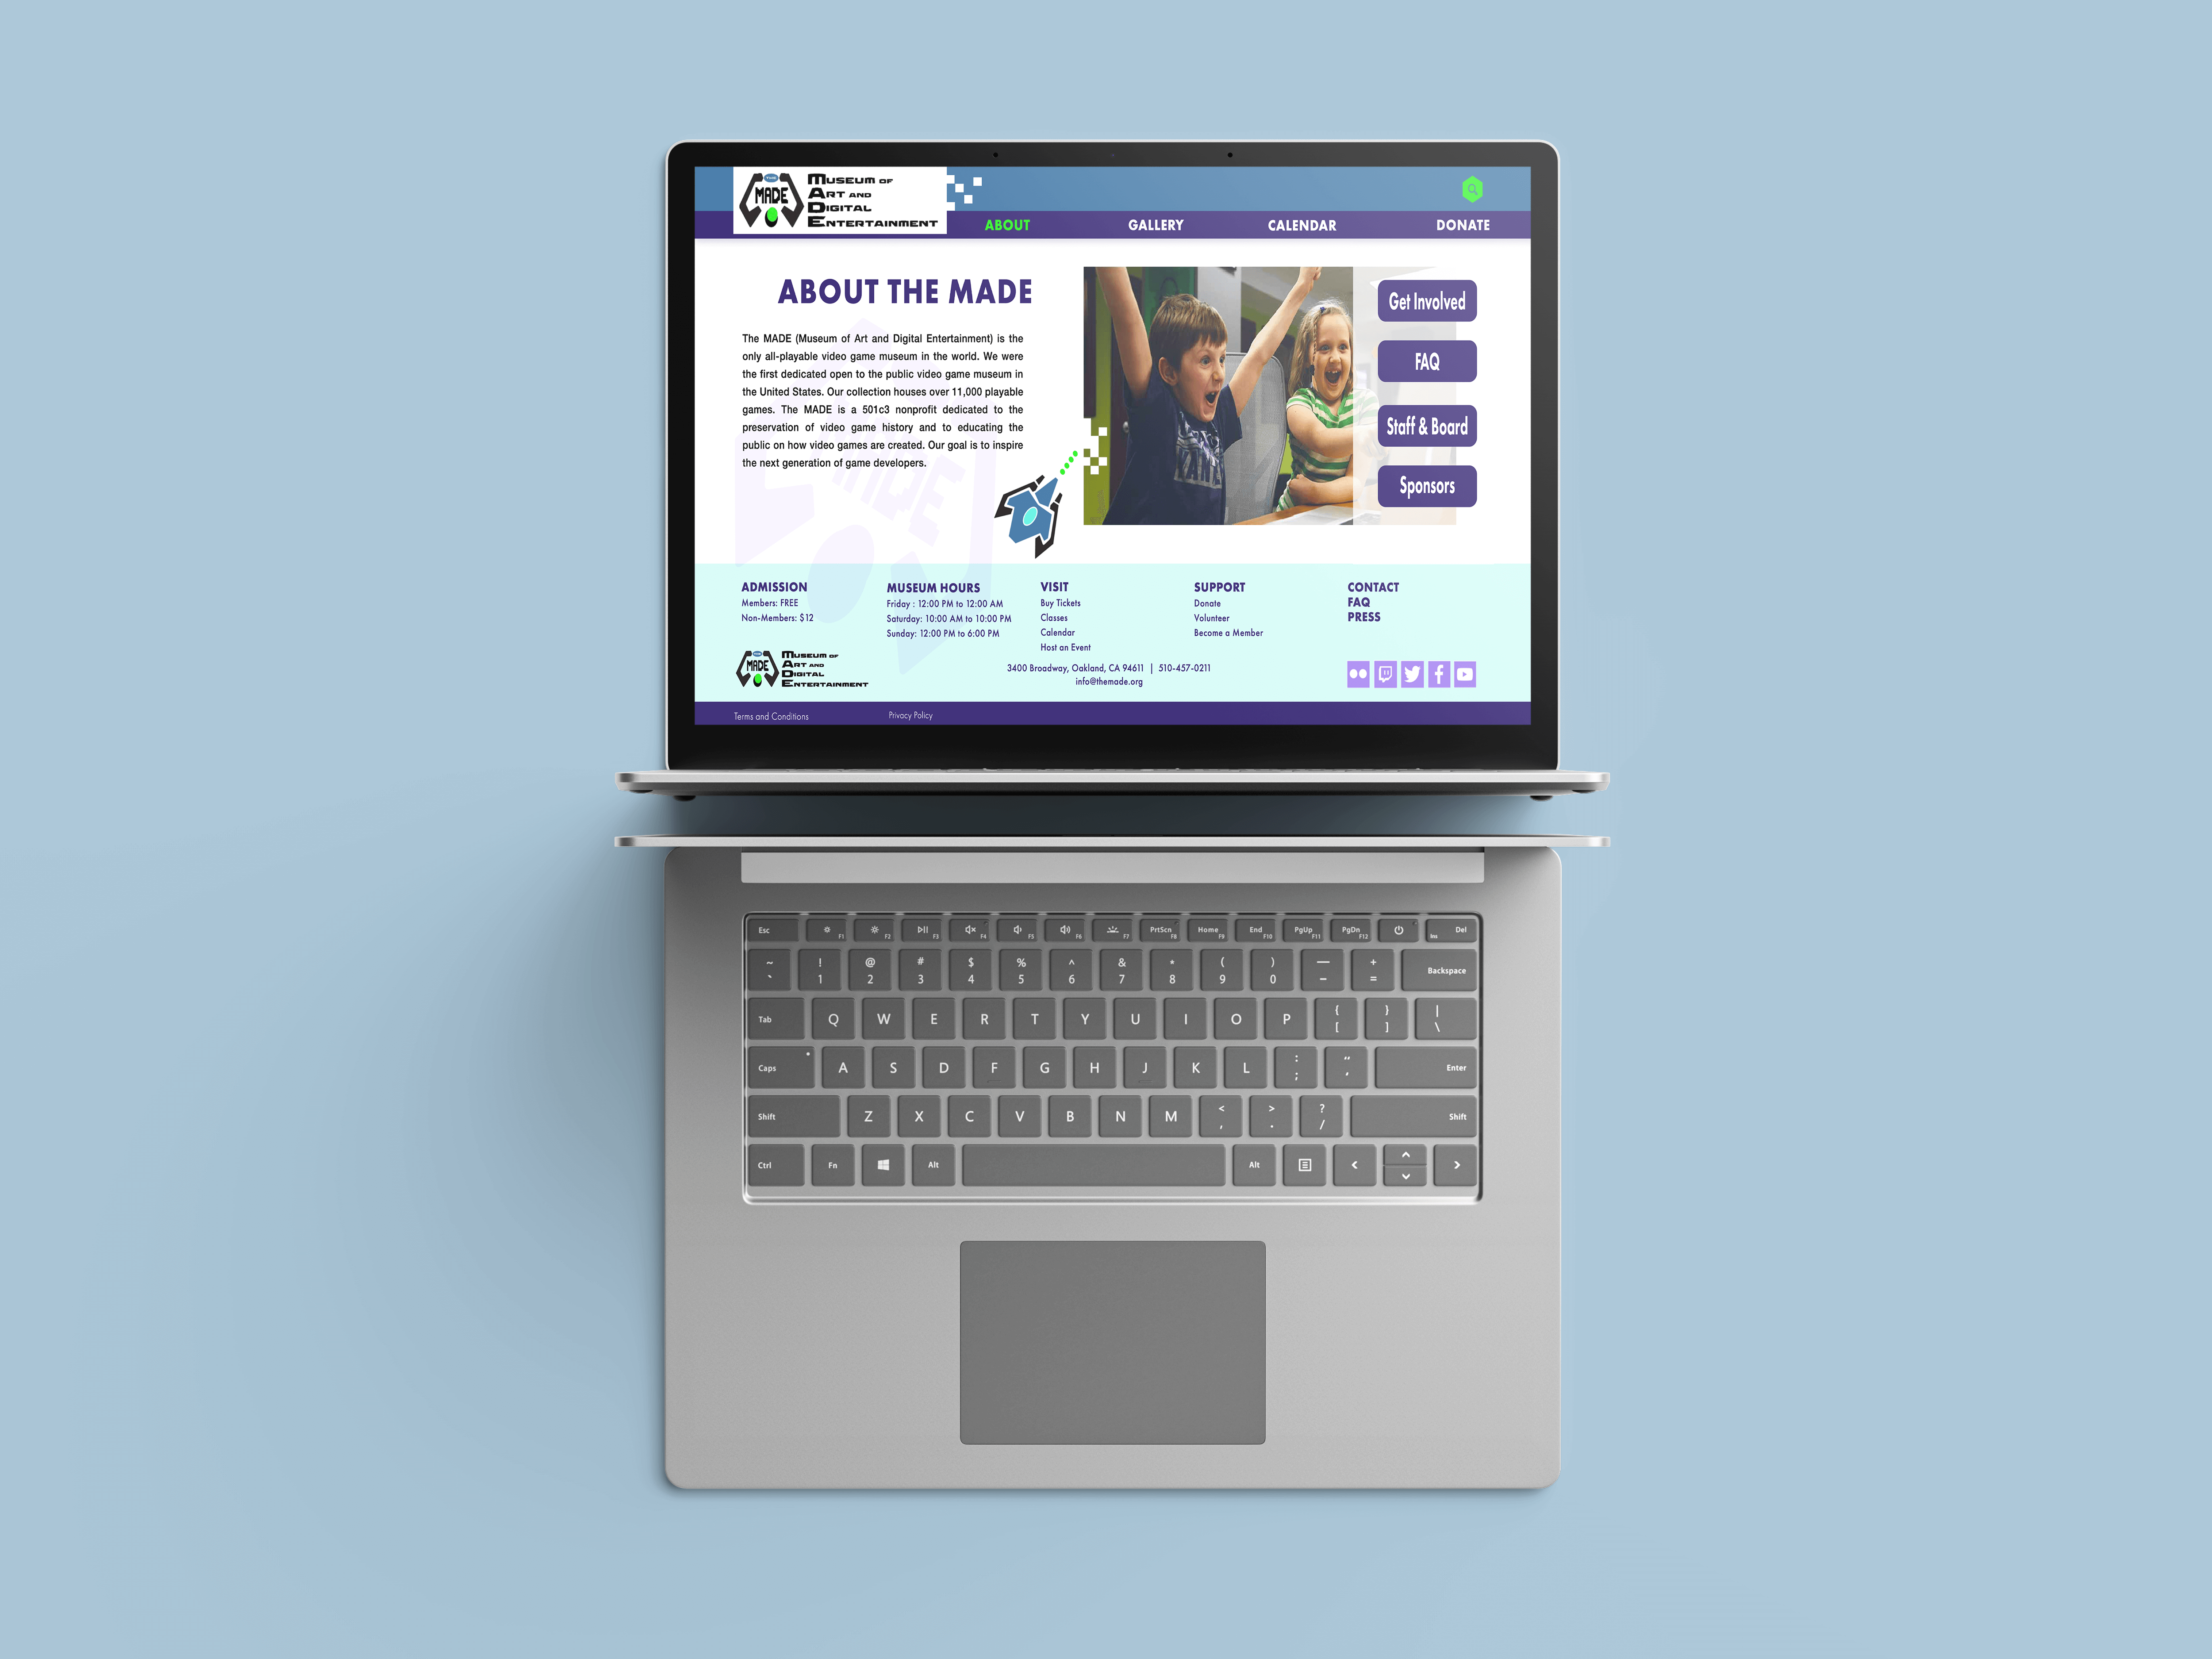 THE
MADE
MUSEUM OF
ART AND
DIGITAL
ENTERTAINMENT
ABOUT
GALLERY
CALENDAR
DONATE
ABOUT THE MADE
The MADE (Museum of Art and Digital Entertainment) is the
only all-playable video game museum in the world. We were
the first dedicated open to the public video game museum in
the United States. Our collection houses over 11,000 playable
games. The MADE is a 501c3 nonprofit dedicated to the
preservation of video game history and to educating the
public on how video games are created. Our goal is to inspire
the next generation of game developers.
MADE
Get Involved
FAQ
Staff & Board
Sponsors
ADMISSION
Members: FREE
Non-Members: $12
MUSEUM HOURS
Friday : 12:00 PM to 12:00 AM
Saturday: 10:00 AM to 10:00 PM
Sunday: 12:00 PM to 6:00 PM
VISIT
Buy Tickets
Classes
Calendar
Host an Event
SUPPORT
Donate
Volunteer
Become a Member
CONTACT
FAQ
PRESS
MADE
MUSEUM OF
ART AND
DIGITAL
ENTERTAINMENT
3400 Broadway, Oakland, CA 94611 | 510-457-0211
info@themade.org
Terms and Conditions
Privacy Policy
Esc F1 F2 F3 F4 F5 F6 F7 PrtScn F8 Home F9 End F10 PgUp F11 PgDn F12 Ins Del
~ ! @ # $ % ^ & * ( ) — +
` 1 2 3 4 5 6 7 8 9 0 – = Backspace
Tab Q W E R T Y U I O P { [ } ] | \
Caps A S D F G H J K L : ; " ' Enter
Shift Z X C V B N M < , > . ? / Shift
Ctrl Fn Alt Alt